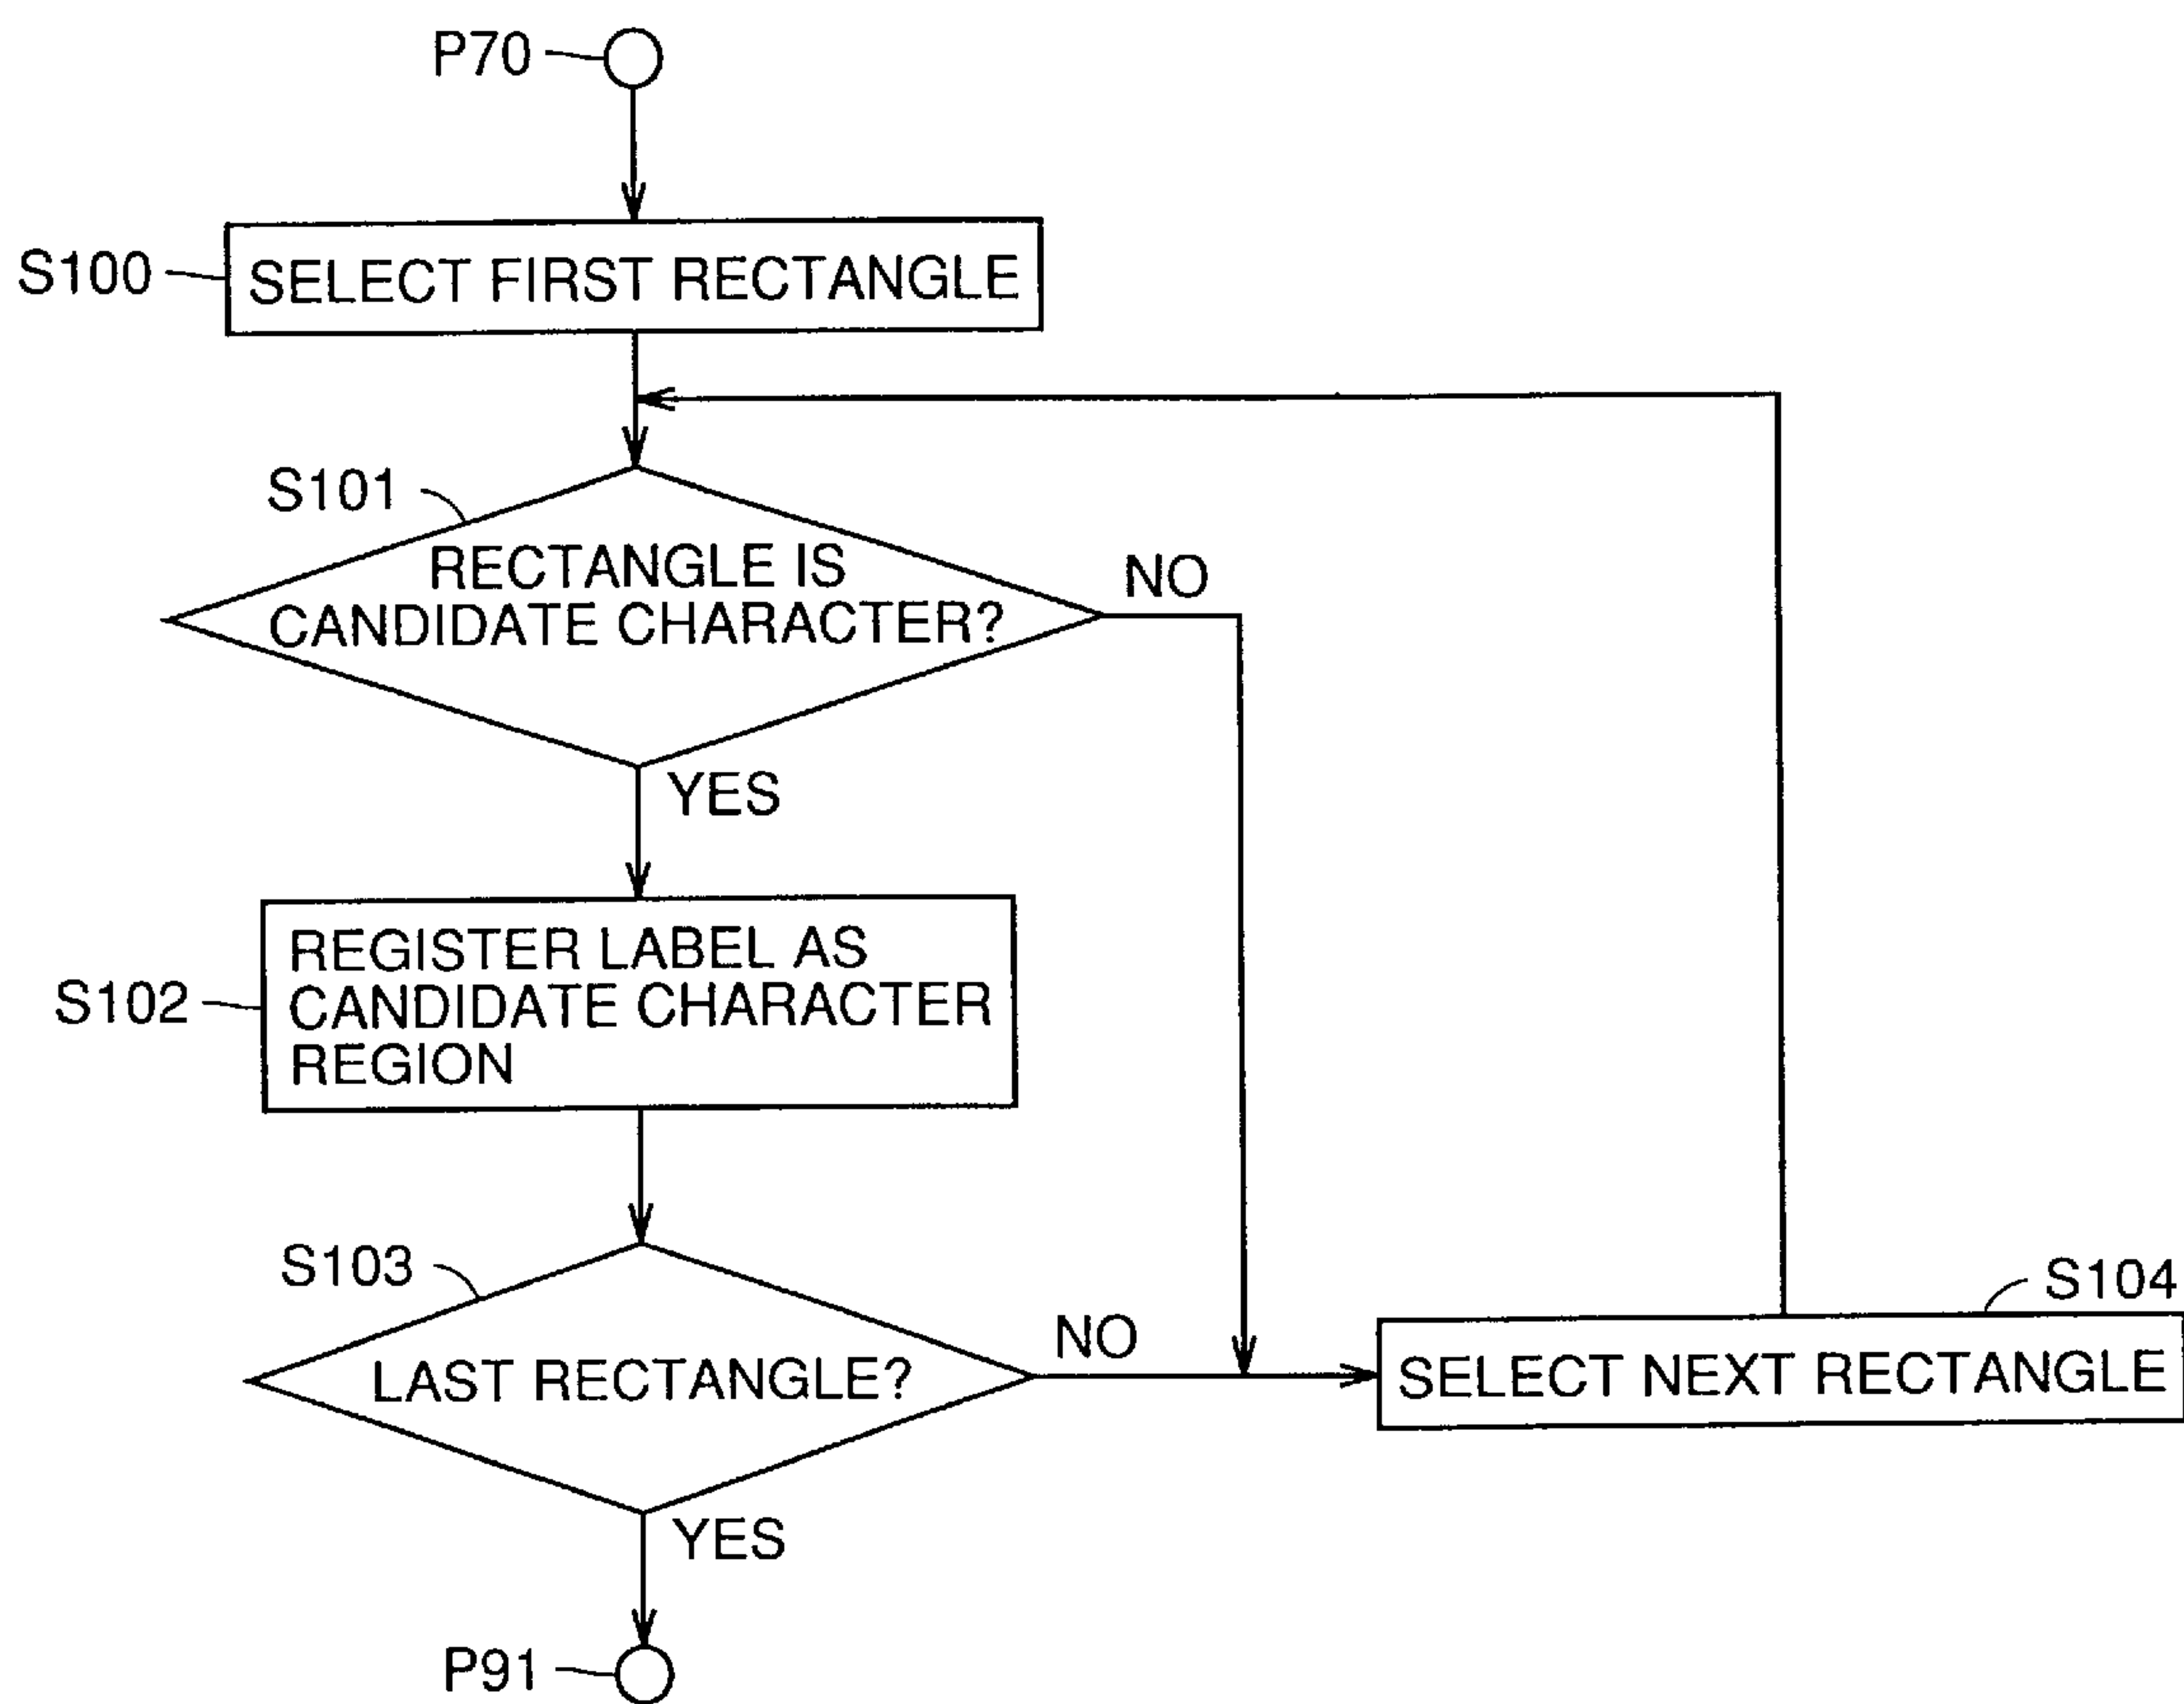 P70
S100
SELECT FIRST RECTANGLE
S101
RECTANGLE IS
CANDIDATE CHARACTER?
NO
YES
S102
REGISTER LABEL AS
CANDIDATE CHARACTER
REGION
S103
LAST RECTANGLE?
NO
S104
SELECT NEXT RECTANGLE
YES
P91